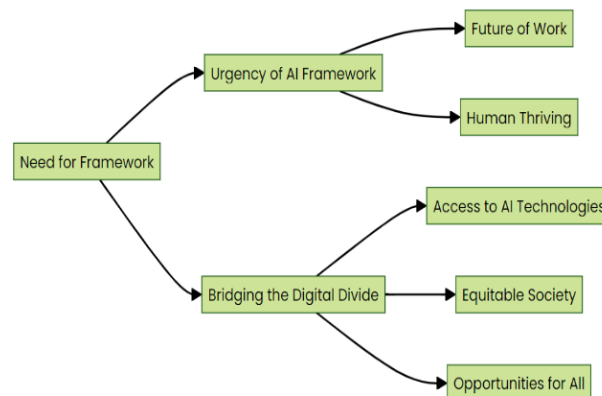 Future of Work
Urgency of AI Framework
Human Thriving
Need for Framework
Access to AI Technologies
Bridging the Digital Divide
Equitable Society
Opportunities for All